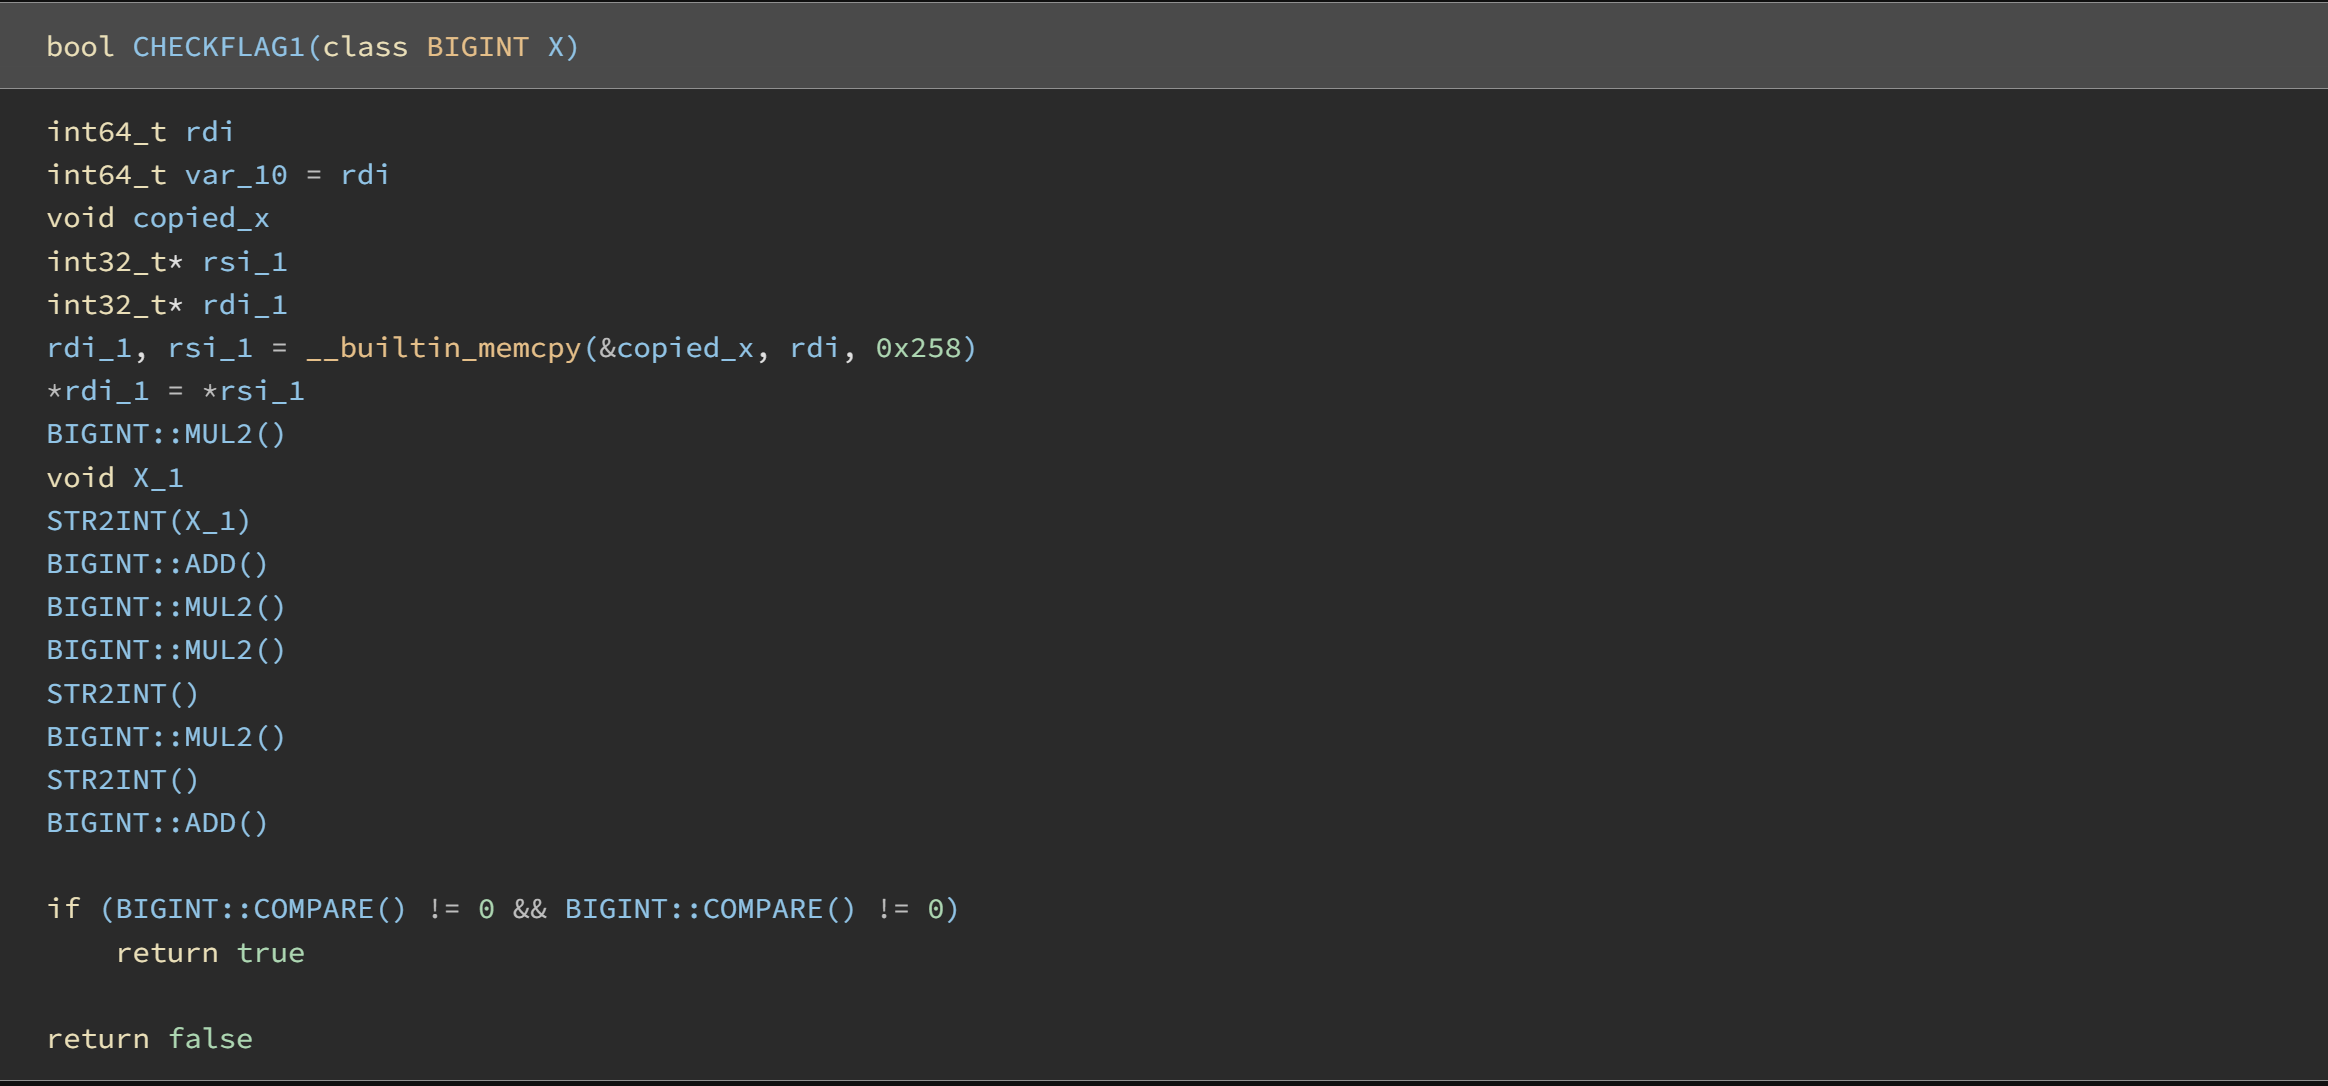 bool CHECKFLAG1(class BIGINT X)
int64_t rdi
int64_t var_10 = rdi
void copied_x
int32_t* rsi_1
int32_t* rdi_1
rdi_1, rsi_1 = __builtin_memcpy(&copied_x, rdi, 0x258)
*rdi_1 = *rsi_1
BIGINT::MUL2()
void X_1
STR2INT(X_1)
BIGINT::ADD()
BIGINT::MUL2()
BIGINT::MUL2()
STR2INT()
BIGINT::MUL2()
STR2INT()
BIGINT::ADD()
if (BIGINT::COMPARE() != 0 && BIGINT::COMPARE() != 0)
    return true
return false